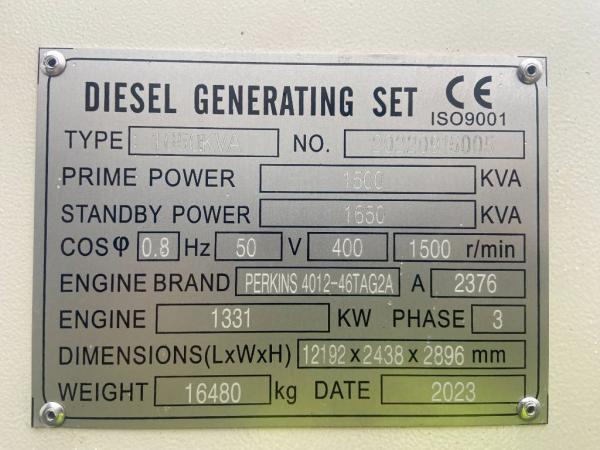 DIESEL GENERATING SET CE
ISO9001
TYPE 1650KVA NO.
PRIME POWER 1500 KVA
STANDBY POWER 1650 KVA
COSφ 0.8 Hz 50 V 400 1500 r/min
ENGINE BRAND PERKINS 4012-46TAG2A A 2376
ENGINE 1331 KW PHASE 3
DIMENSIONS(LxWxH) 12192 x 2438 x 2896 mm
WEIGHT 16480 kg DATE 2023